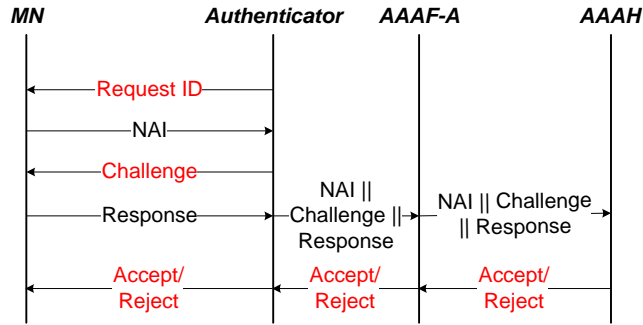 MN Authenticator AAAF-A AAAH
Request ID
NAI
Challenge
Response
NAI ||
Challenge ||
Response
NAI || Challenge
|| Response
Accept/
Reject
Accept/
Reject
Accept/
Reject